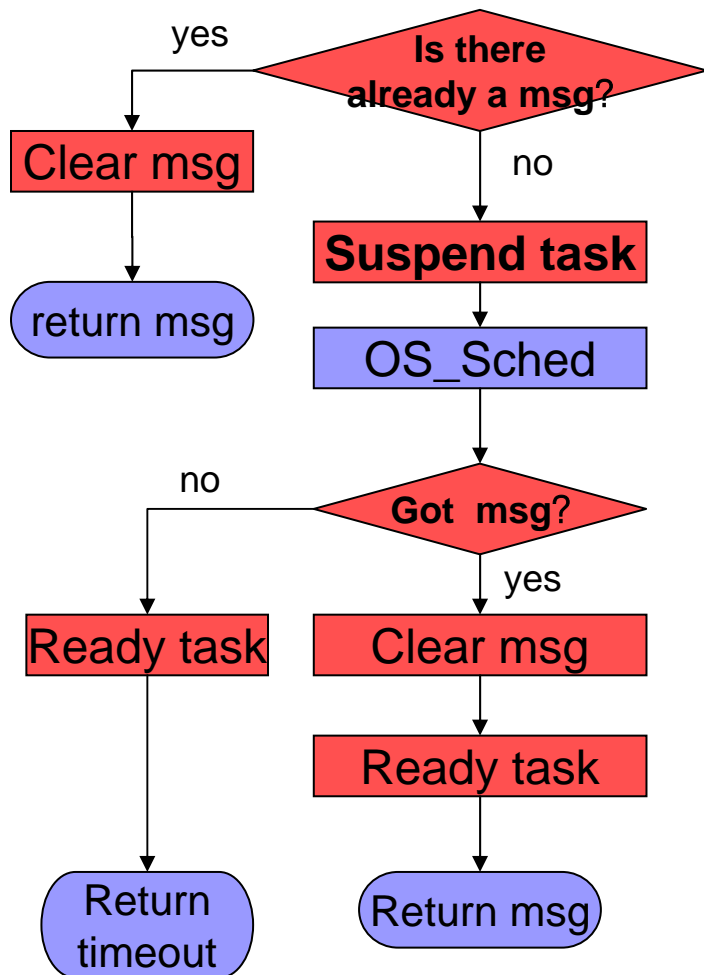 yes
Is there
already a msg?
Clear msg
no
Suspend task
return msg
OS_Sched
no
Got msg?
yes
Ready task
Clear msg
Ready task
Return
timeout
Return msg